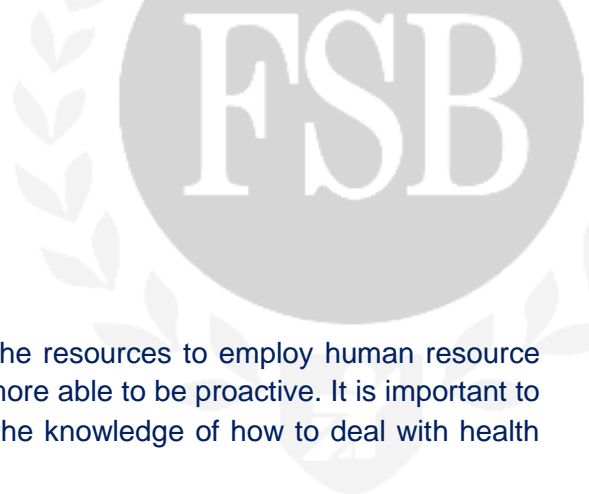 FSB
he resources to employ human resource
nore able to be proactive. It is important to
he knowledge of how to deal with health